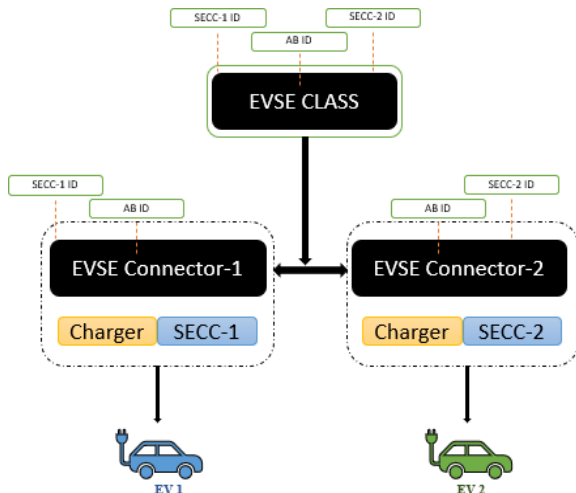 SECC-1 ID
SECC-2 ID
AB ID
EVSE CLASS
SECC-1 ID
AB ID
SECC-2 ID
AB ID
EVSE Connector-1
EVSE Connector-2
Charger SECC-1
Charger SECC-2
EV 1
EV 2